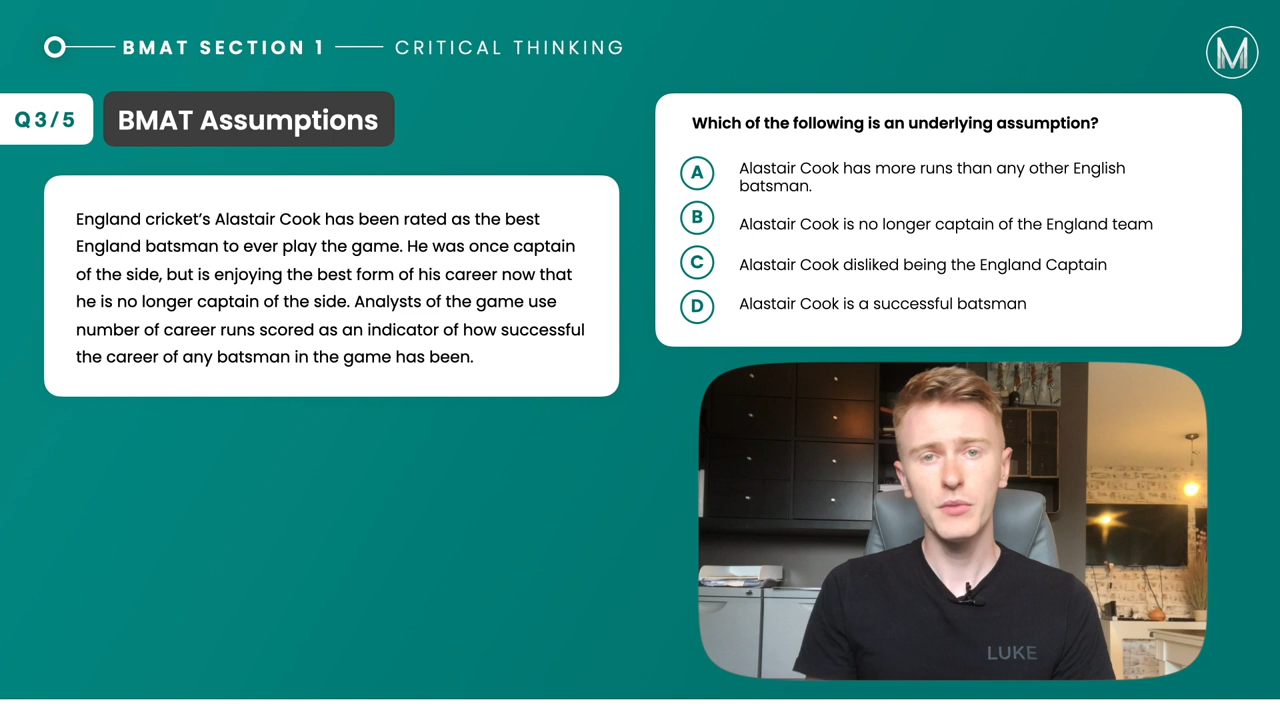 BMAT SECTION 1
CRITICAL THINKING
M
Q3/5
BMAT Assumptions
England cricket’s Alastair Cook has been rated as the best
England batsman to ever play the game. He was once captain
of the side, but is enjoying the best form of his career now that
he is no longer captain of the side. Analysts of the game use
number of career runs scored as an indicator of how successful
the career of any batsman in the game has been.
Which of the following is an underlying assumption?
A
Alastair Cook has more runs than any other English
batsman.
B
Alastair Cook is no longer captain of the England team
C
Alastair Cook disliked being the England Captain
D
Alastair Cook is a successful batsman
LUKE